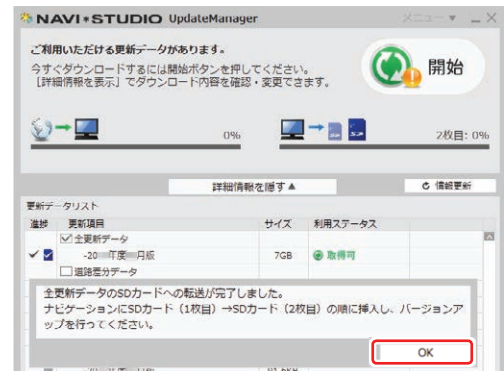 NAVI*STUDIO UpdateManager
メニュー ▼
ご利用いただける更新データがあります。
今すぐダウンロードするには開始ボタンを押してください。
［詳細情報を表示］でダウンロード内容を確認・変更できます。
開始
0%
2枚目: 0%
詳細情報を隠す▲
情報更新
更新データリスト
進捗 更新項目 サイズ 利用ステータス
全更新データ
-20 年度 月版 7GB 取得可
道路差分データ
全更新データのSDカードへの転送が完了しました。
ナビゲーションにSDカード（1枚目）→SDカード（2枚目）の順に挿入し、バージョンア
ップを行ってください。
OK